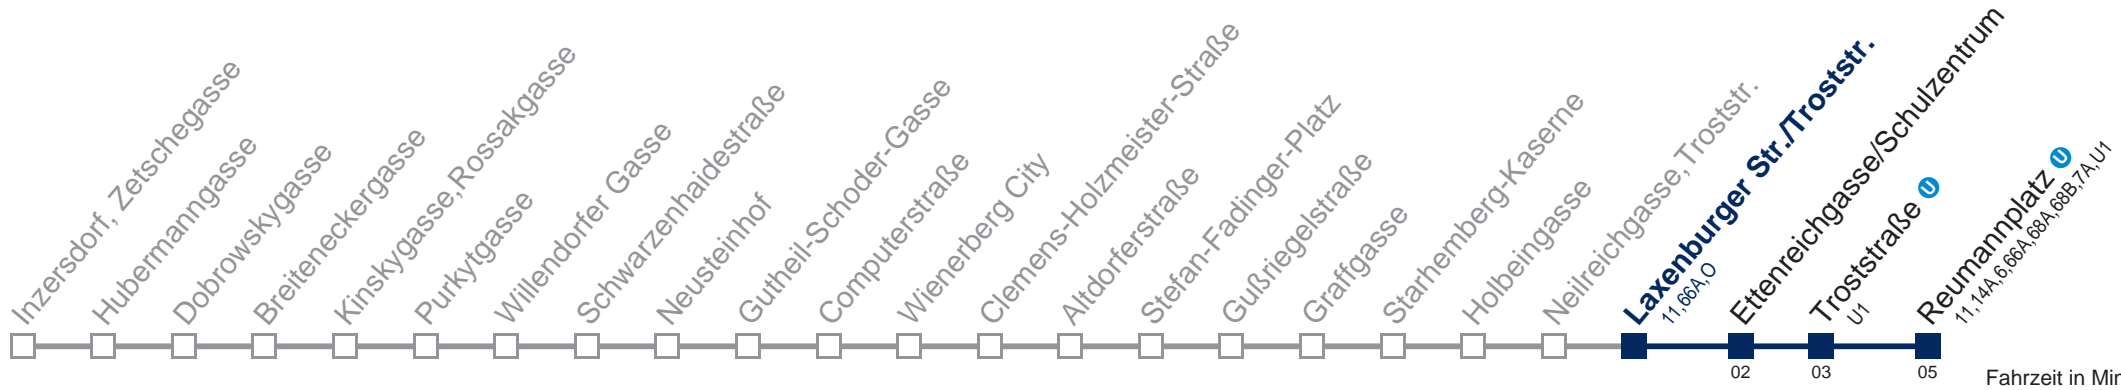 Inzersdorf, Zetschegasse
Hubermanngasse
Dobrowskygasse
Breiteneckergasse
Kinskygasse,Rossakgasse
Purkytgasse
Willendorfer Gasse
Schwarzenhaidestraße
Neusteinhof
Gutheil-Schoder-Gasse
Computerstraße
Wienerberg City
Clemens-Holzmeister-Straße
Altdorferstraße
Stefan-Fadinger-Platz
Gußriegelstraße
Graffgasse
Starhemberg-Kaserne
Holbeingasse
Neilreichgasse,Troststr.
Laxenburger Str./Troststr.
11,66A,O
Ettenreichgasse/Schulzentrum
Troststraße U
U1
Reumannplatz U
11,14A,6,66A,68A,68B,7A,U1
02
03
05
Fahrzeit in Min